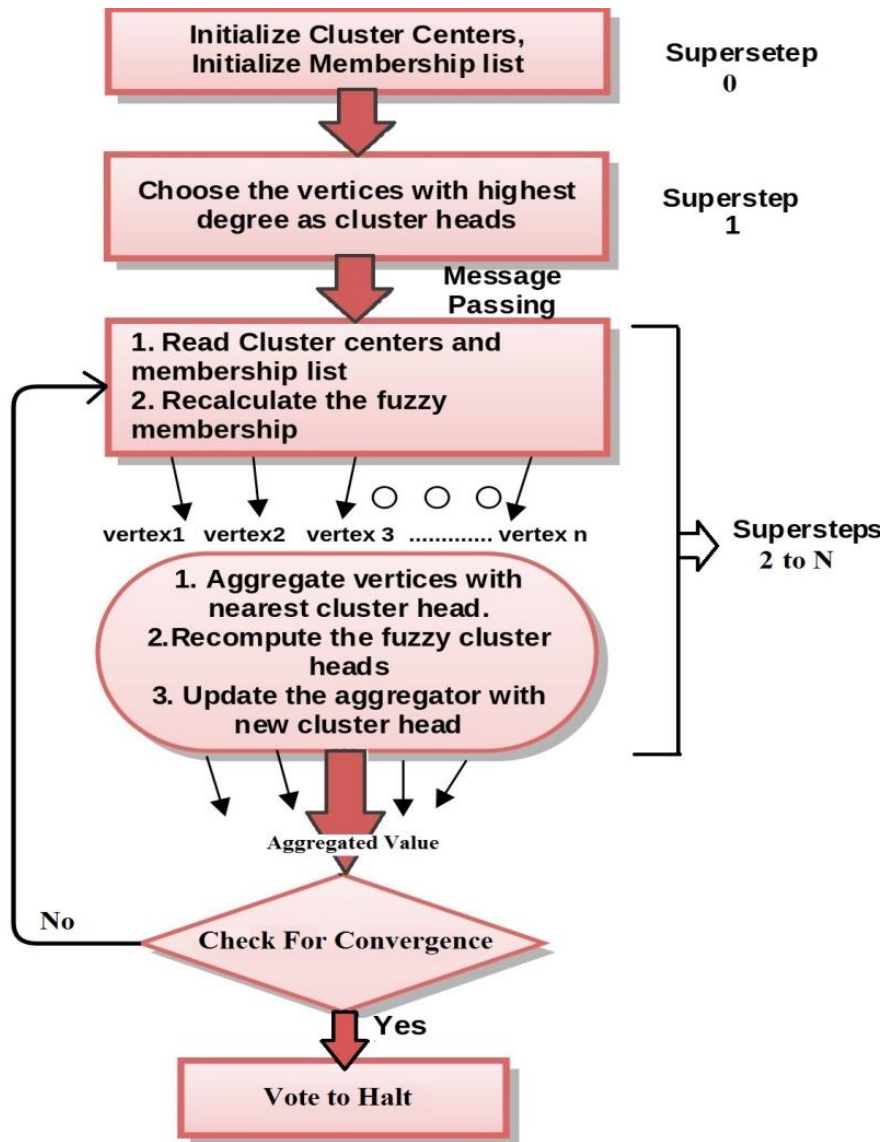 Initialize Cluster Centers,
Initialize Membership list
Supersetep
0
Choose the vertices with highest
degree as cluster heads
Superstep
1
Message
Passing
1. Read Cluster centers and
membership list
2. Recalculate the fuzzy
membership
vertex1 vertex2 vertex 3 ............. vertex n
Supersteps
2 to N
1. Aggregate vertices with
nearest cluster head.
2.Recompute the fuzzy cluster
heads
3. Update the aggregator with
new cluster head
Aggregated Value
No
Check For Convergence
Yes
Vote to Halt